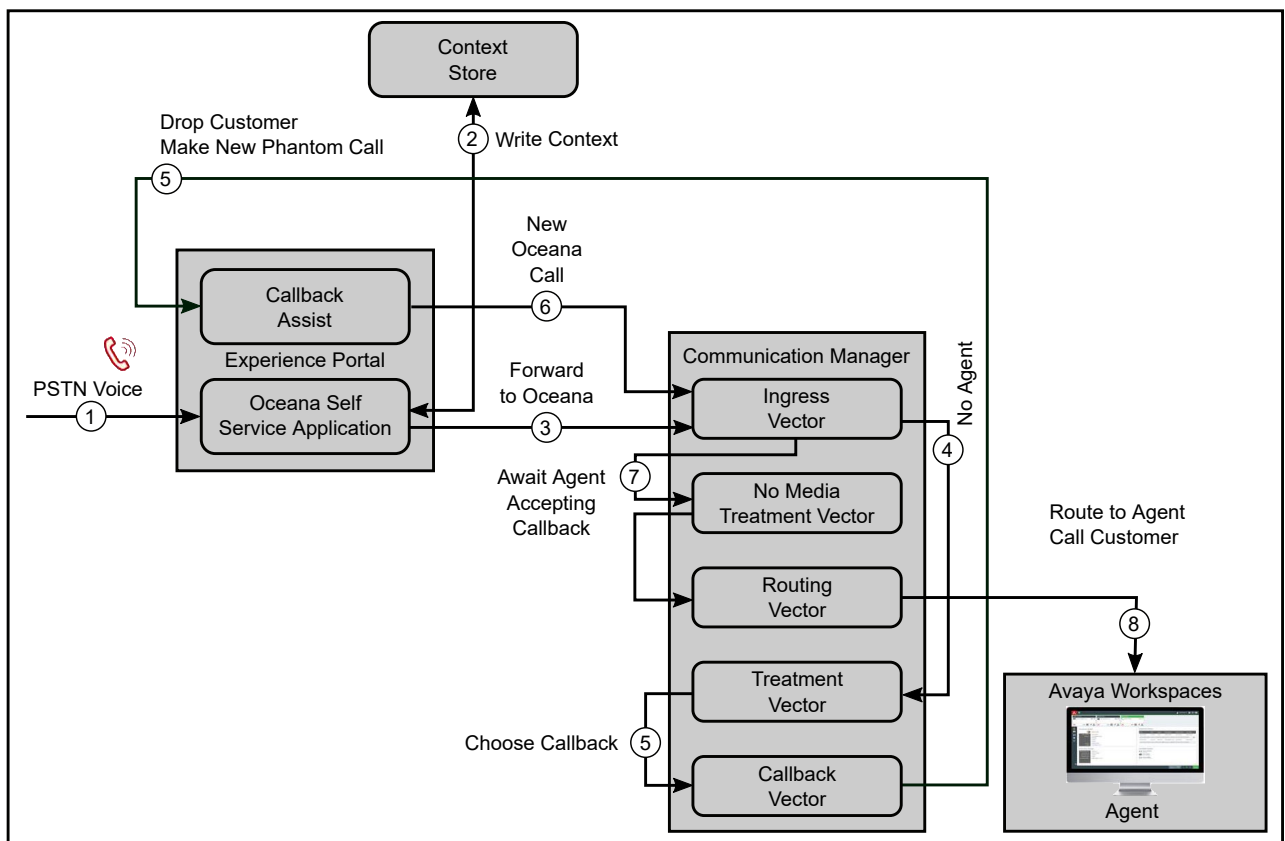 Context
Store
Drop Customer
Make New Phantom Call
2
Write Context
5
New
Oceana
Call
Callback
Assist
6
Experience Portal
Communication Manager
No Agent
PSTN Voice
1
Oceana Self
Service Application
Forward
to Oceana
3
Ingress
Vector
4
Await Agent
Accepting
Callback
7
No Media
Treatment Vector
Route to Agent
Call Customer
Routing
Vector
8
Treatment
Vector
Avaya Workspaces
Choose Callback
5
Callback
Vector
Agent